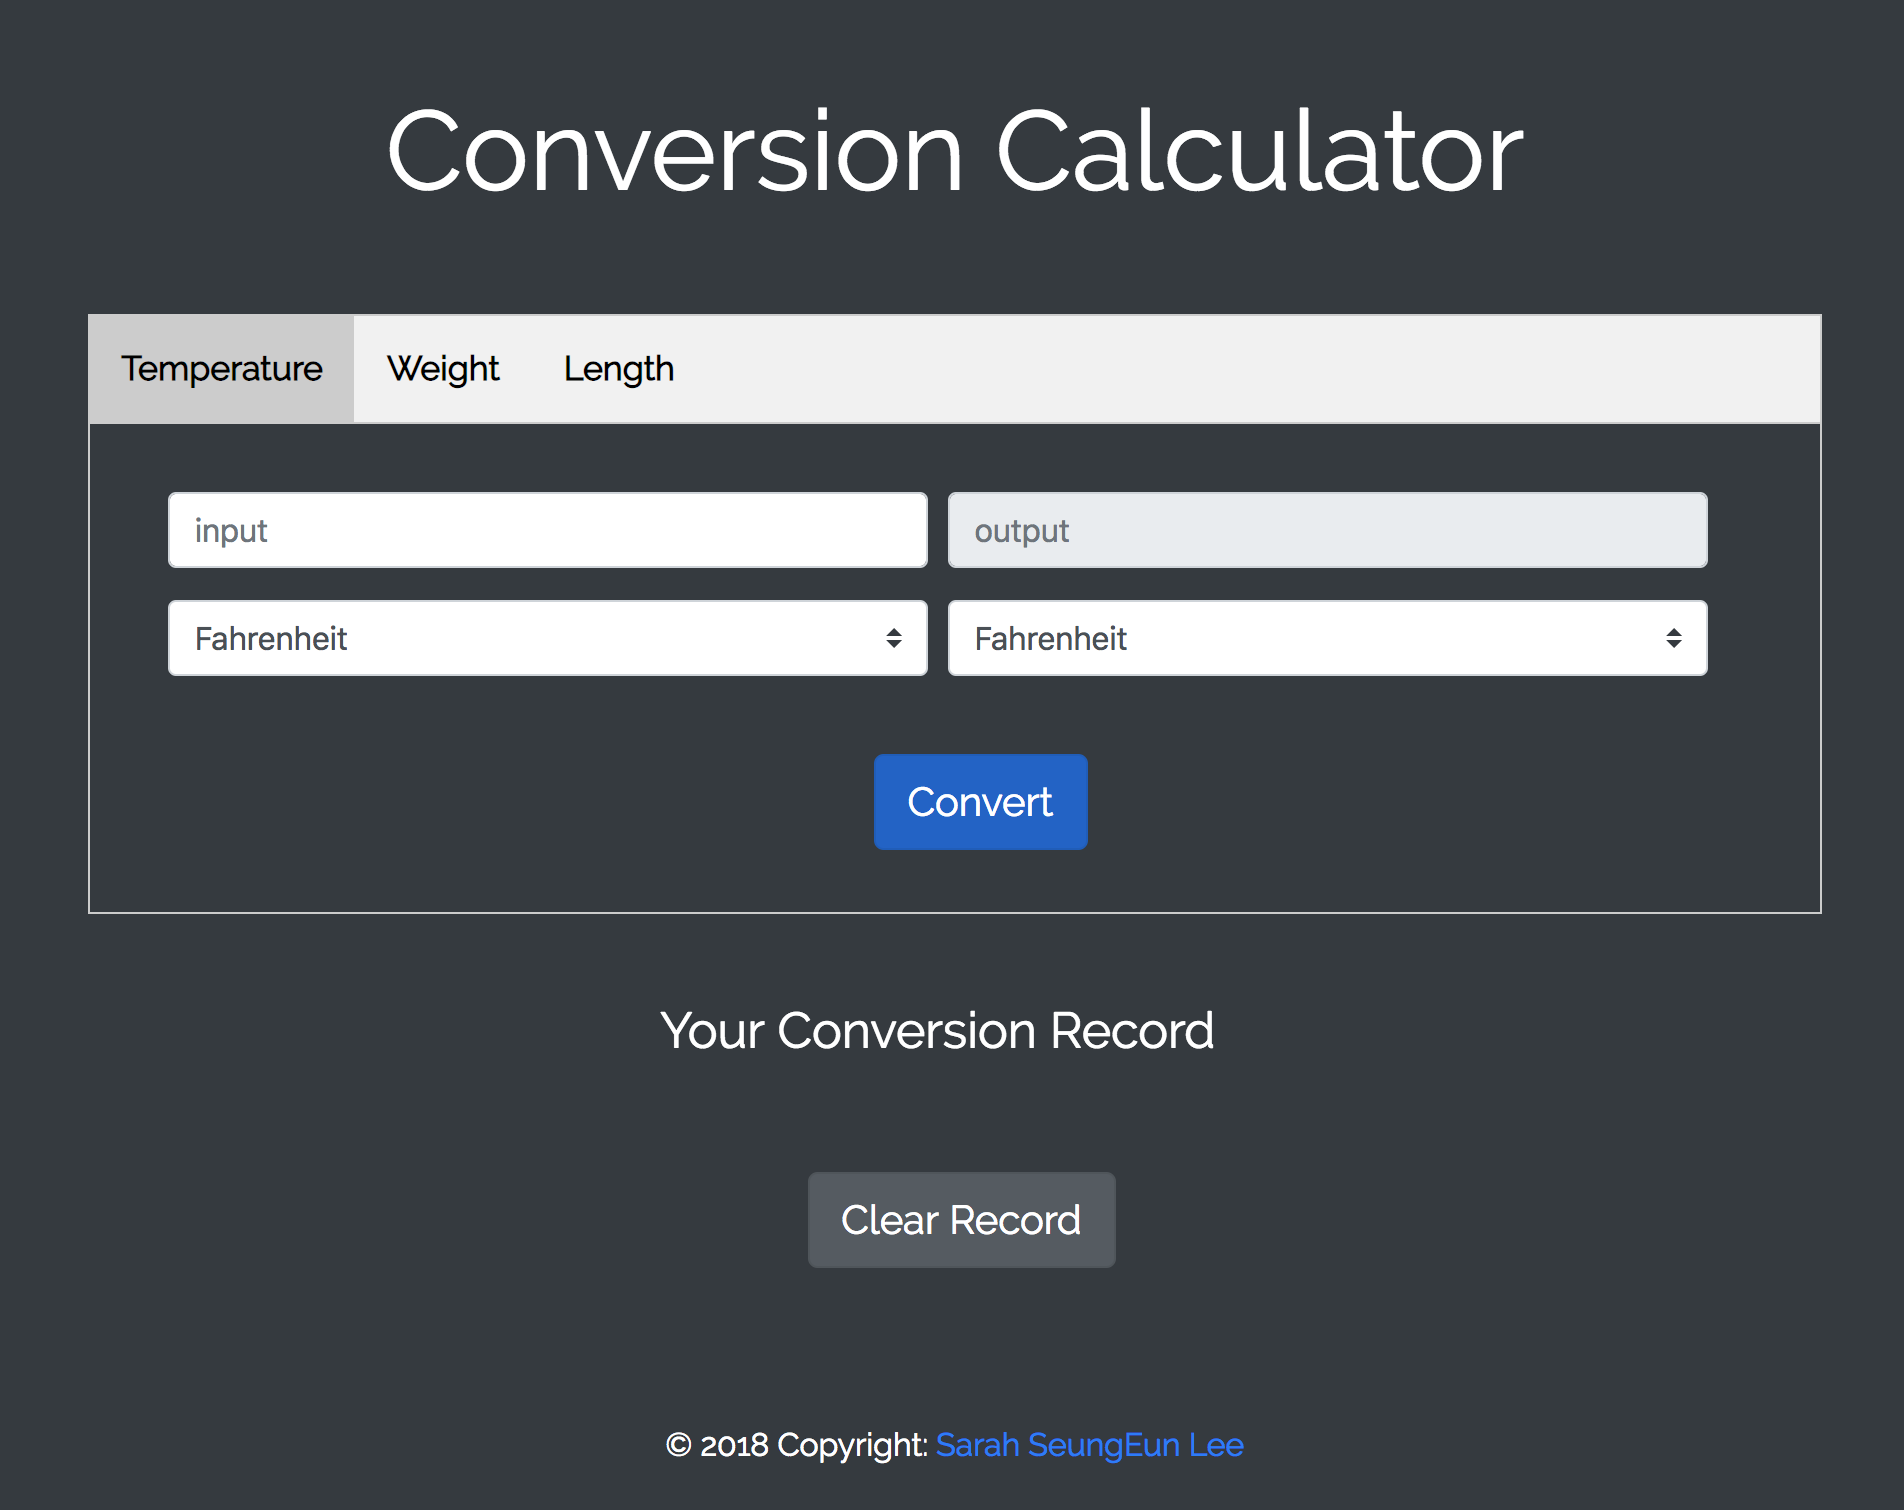 Conversion Calculator
Temperature Weight Length
input output
Fahrenheit Fahrenheit
Convert
Your Conversion Record
Clear Record
© 2018 Copyright: Sarah SeungEun Lee